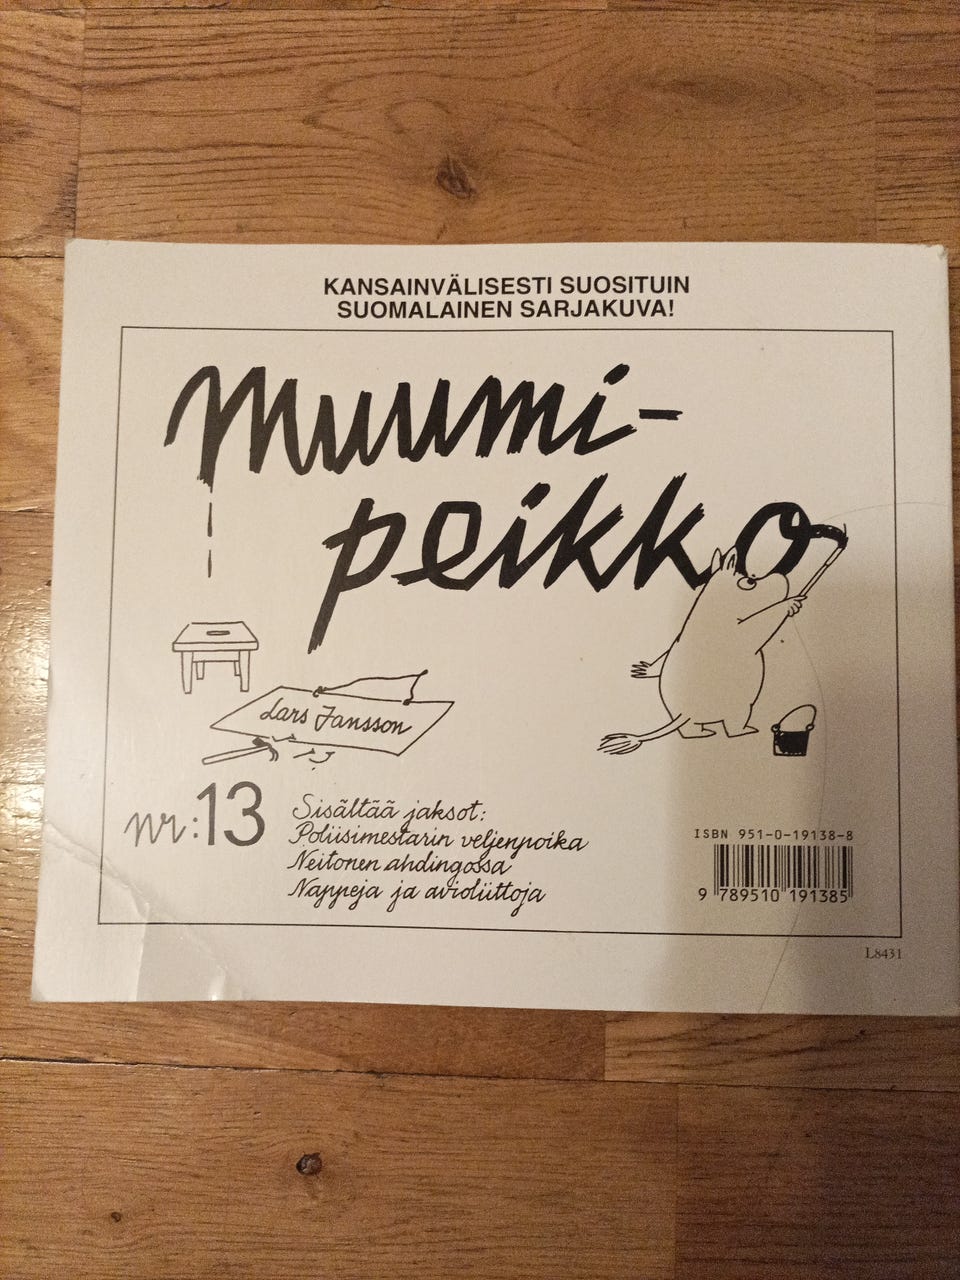 KANSAINVÄLISESTI SUOSITUIN
SUOMALAINEN SARJAKUVA!
Muumi-
peikko
Lars Jansson
nr:13
Sisältää jaksot:
Poliisimestarin veljenpoika
Neitonen ahdingossa
Nappeja ja avioliittoja
ISBN 951-0-19138-8
9 789510 191385
L8431